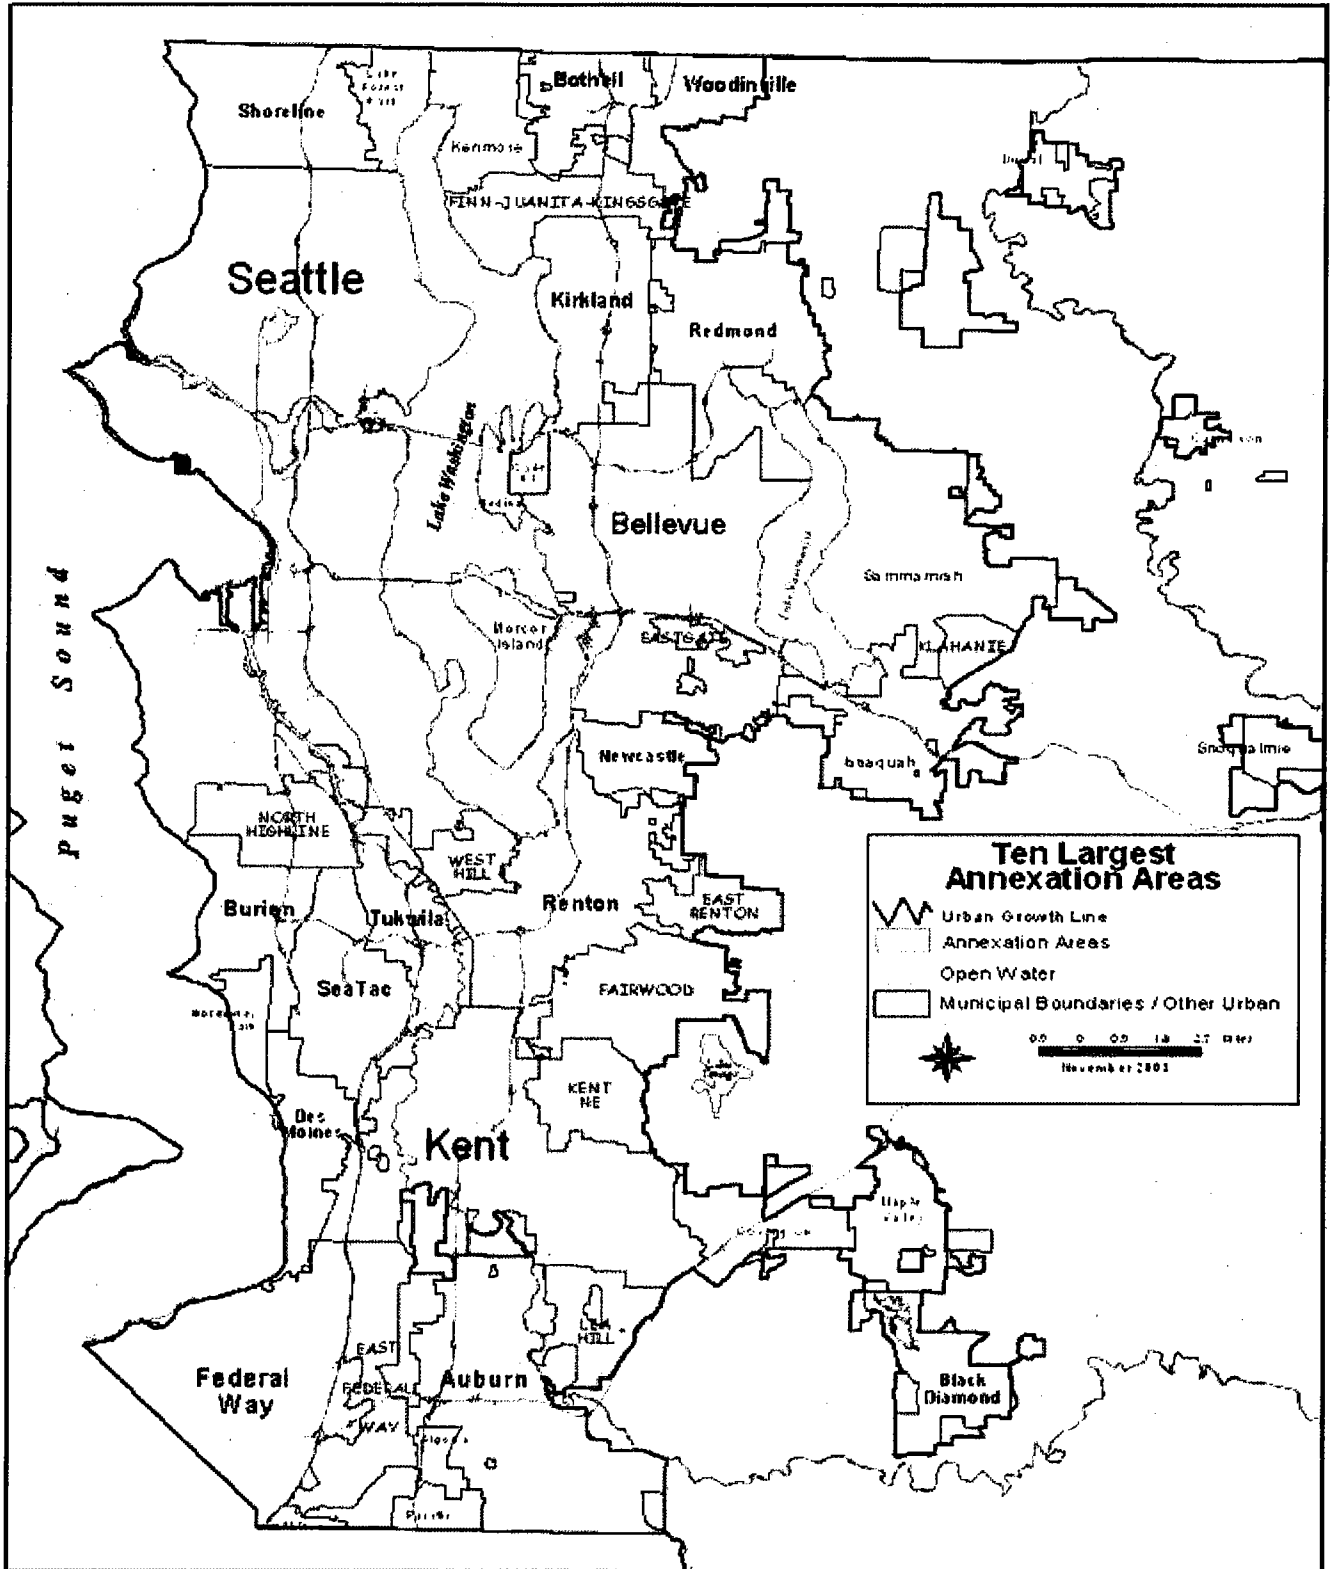 Bothell
Woodinville
Shoreline
Kenmore
FINN-JUANITA-KINGSGATE
Seattle
Kirkland
Redmond
Lake Washington
Bellevue
Sammamish
Puget Sound
Mercer
Island
EASTGATE
KLAHANIE
Newcastle
Issaquah
Snoqualmie
NORTH
HIGHLINE
WEST
HILL
Burien
Tukwila
Renton
EAST
RENTON
SeaTac
FAIRWOOD
KENT
NE
Des
Moines
Kent
Maple
Valley
LEA
HILL
EAST
FEDERAL
WAY
Federal
Way
Auburn
Black
Diamond
Ten Largest
Annexation Areas
Urban Growth Line
Annexation Areas
Open Water
Municipal Boundaries / Other Urban